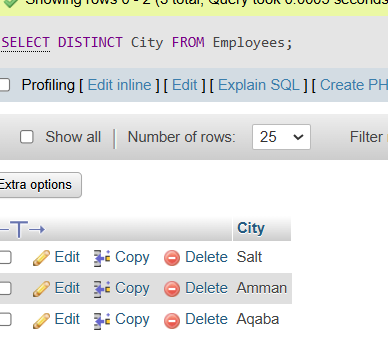 Showing rows 0 - 2 (3 total, Query took 0.0003 seconds
SELECT DISTINCT City FROM Employees;
Profiling [ Edit inline ] [ Edit ] [ Explain SQL ] [ Create PH
Show all | Number of rows: 25 Filter
Extra options
City
Edit Copy Delete Salt
Edit Copy Delete Amman
Edit Copy Delete Aqaba